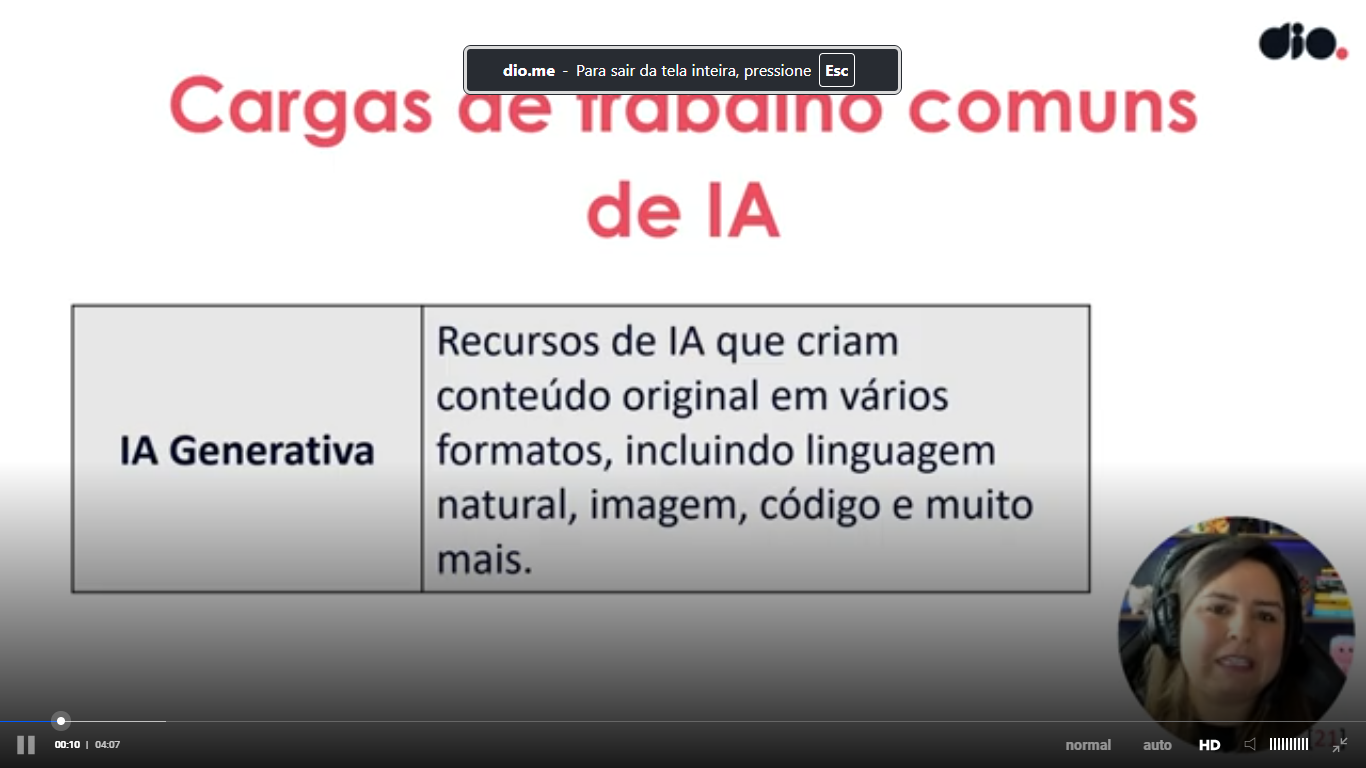 dio.
dio.me - Para sair da tela inteira, pressione Esc
Cargas de trabalho comuns
de IA
IA Generativa
Recursos de IA que criam
conteúdo original em vários
formatos, incluindo linguagem
natural, imagem, código e muito
mais.
00:10 | 04:07
normal auto HD
[21]